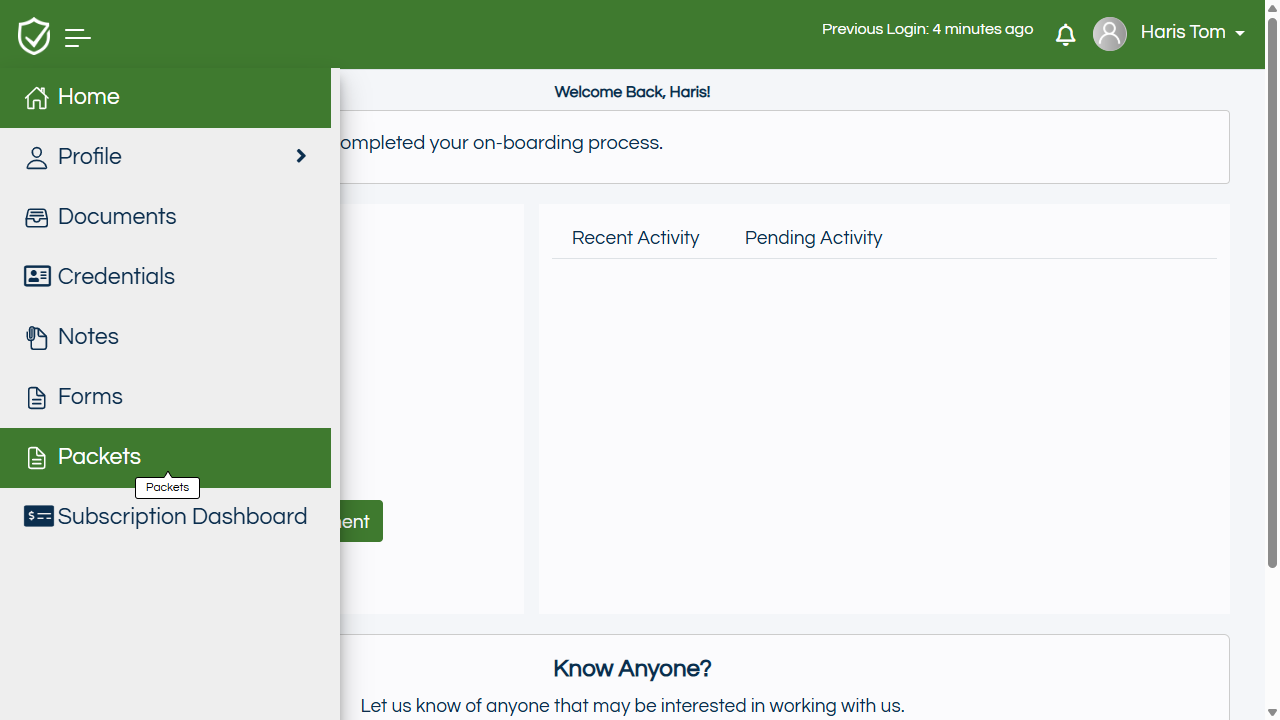 Previous Login: 4 minutes ago
Haris Tom
Home
Profile
Documents
Credentials
Notes
Forms
Packets
Packets
Subscription Dashboard
Welcome Back, Haris!
ompleted your on-boarding process.
Recent Activity
Pending Activity
ent
Know Anyone?
Let us know of anyone that may be interested in working with us.